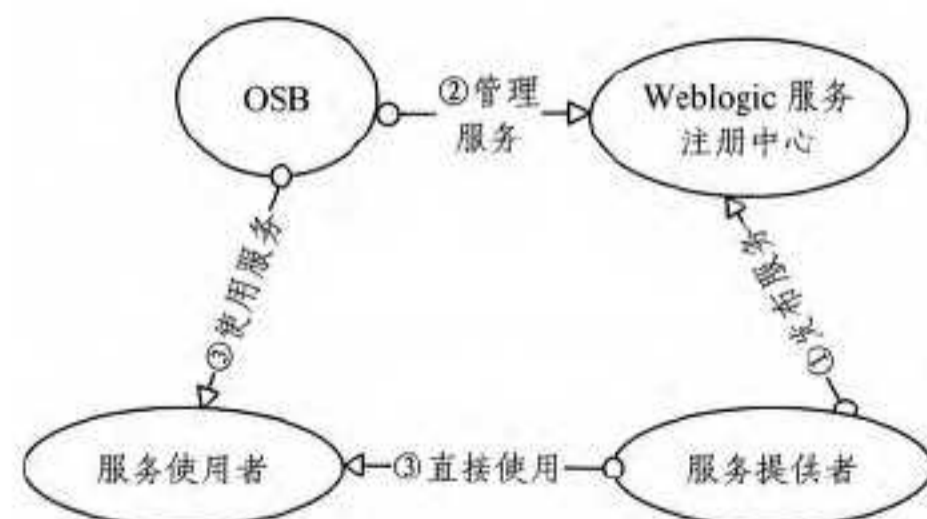 OSB
②管理
服务
Weblogic 服务
注册中心
③使用服务
①发布服务
服务使用者
③直接使用
服务提供者